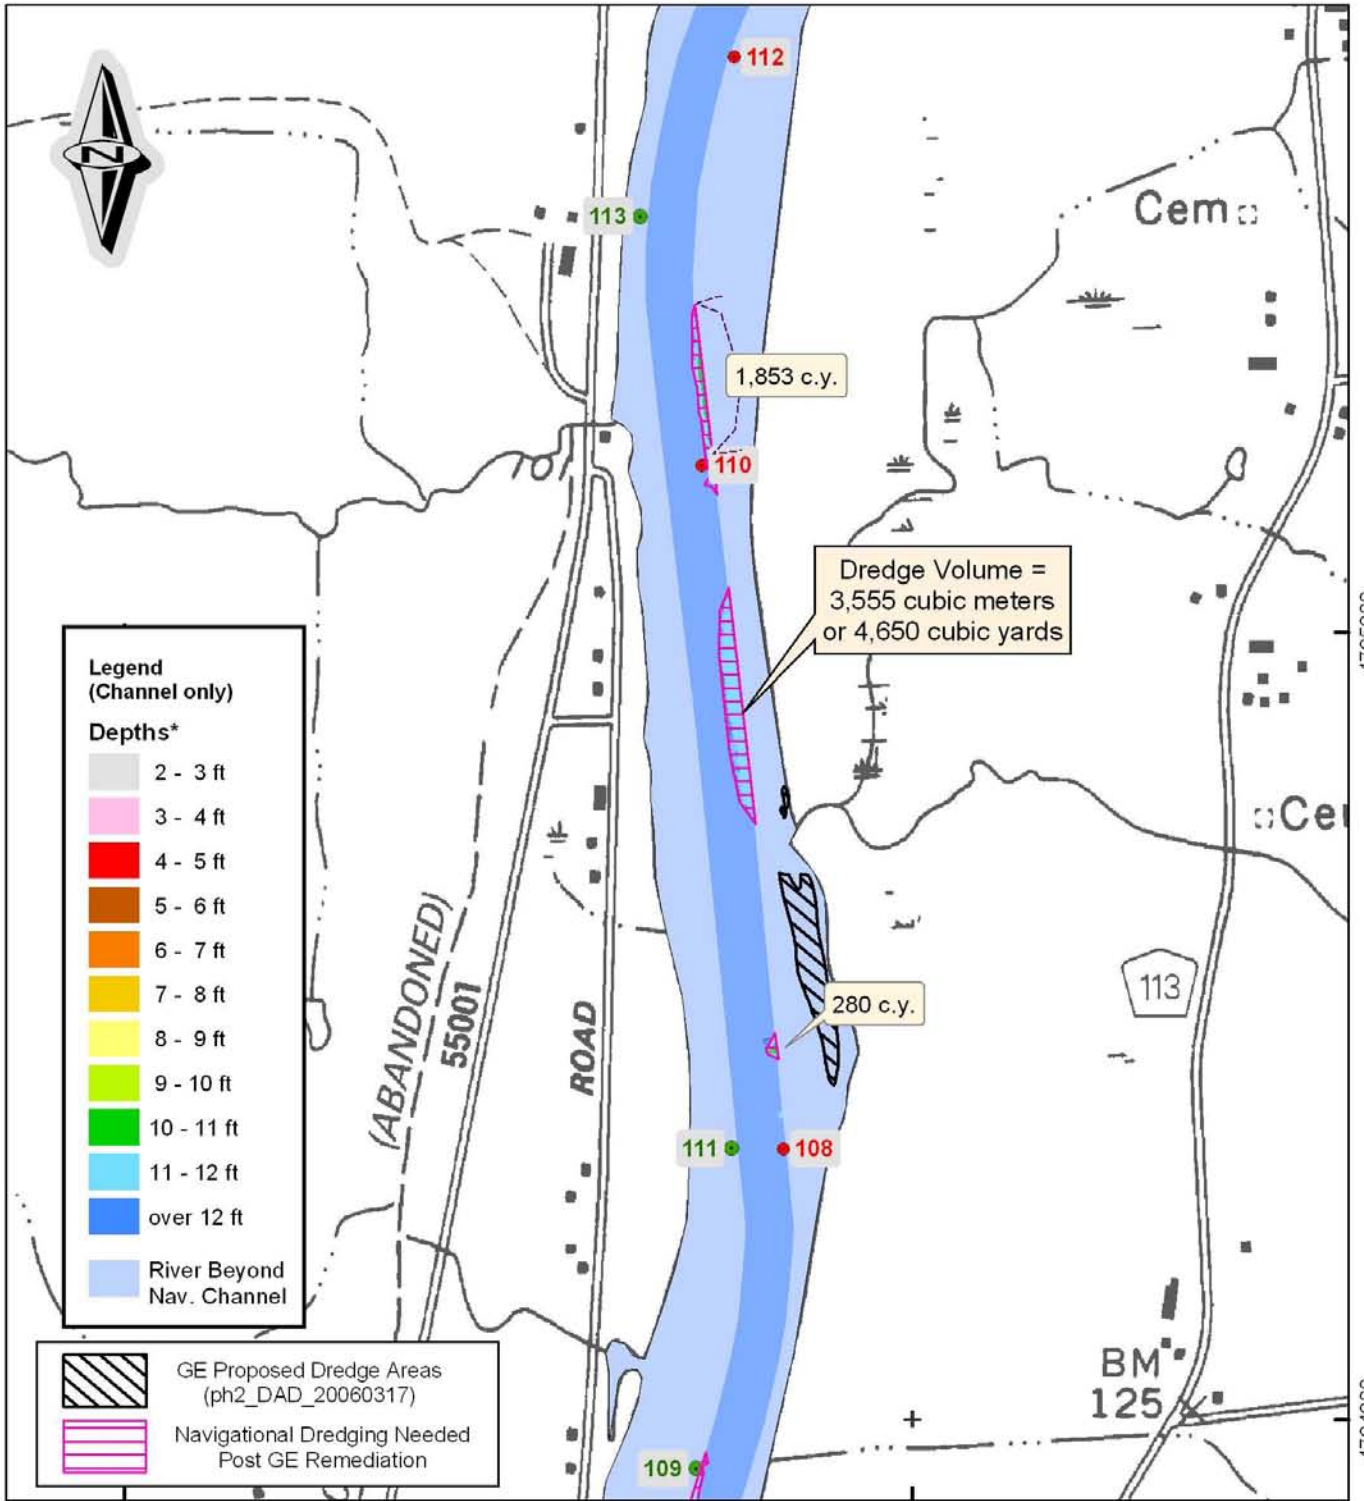 112
N
Cem
113
1,853 c.y.
110
Dredge Volume =
3,555 cubic meters
or 4,650 cubic yards
Legend
(Channel only)
Depths*
2 - 3 ft
3 - 4 ft
4 - 5 ft
5 - 6 ft
6 - 7 ft
7 - 8 ft
8 - 9 ft
9 - 10 ft
10 - 11 ft
11 - 12 ft
over 12 ft
River Beyond
Nav. Channel
(ABANDONED)
55001
ROAD
113
280 c.y.
111
108
BM
125
GE Proposed Dredge Areas
(ph2_DAD_20060317)
Navigational Dredging Needed
Post GE Remediation
109